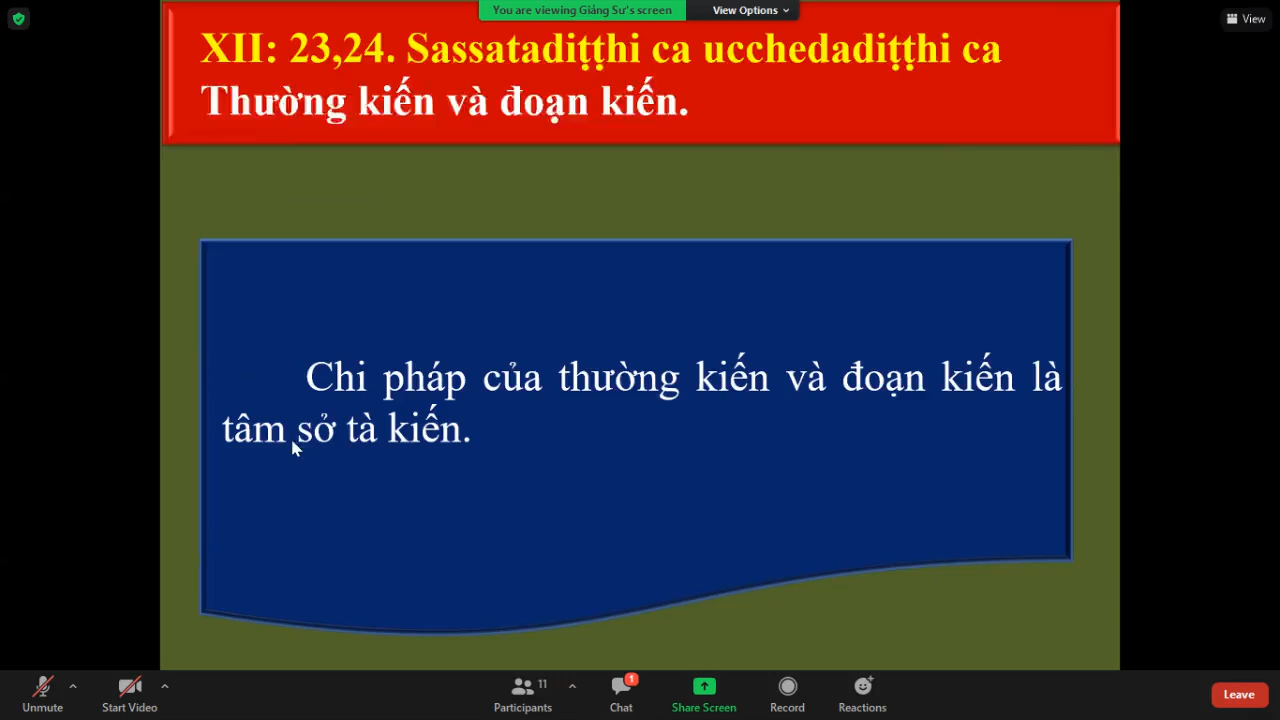 You are viewing Giảng Sư's screen
View Options
View
XII: 23,24. Sassatadiṭṭhi ca ucchedadiṭṭhi ca
Thường kiến và đoạn kiến.
Chi pháp của thường kiến và đoạn kiến là
tâm sở tà kiến.
Unmute
Start Video
11
Participants
1
Chat
Share Screen
Record
Reactions
Leave